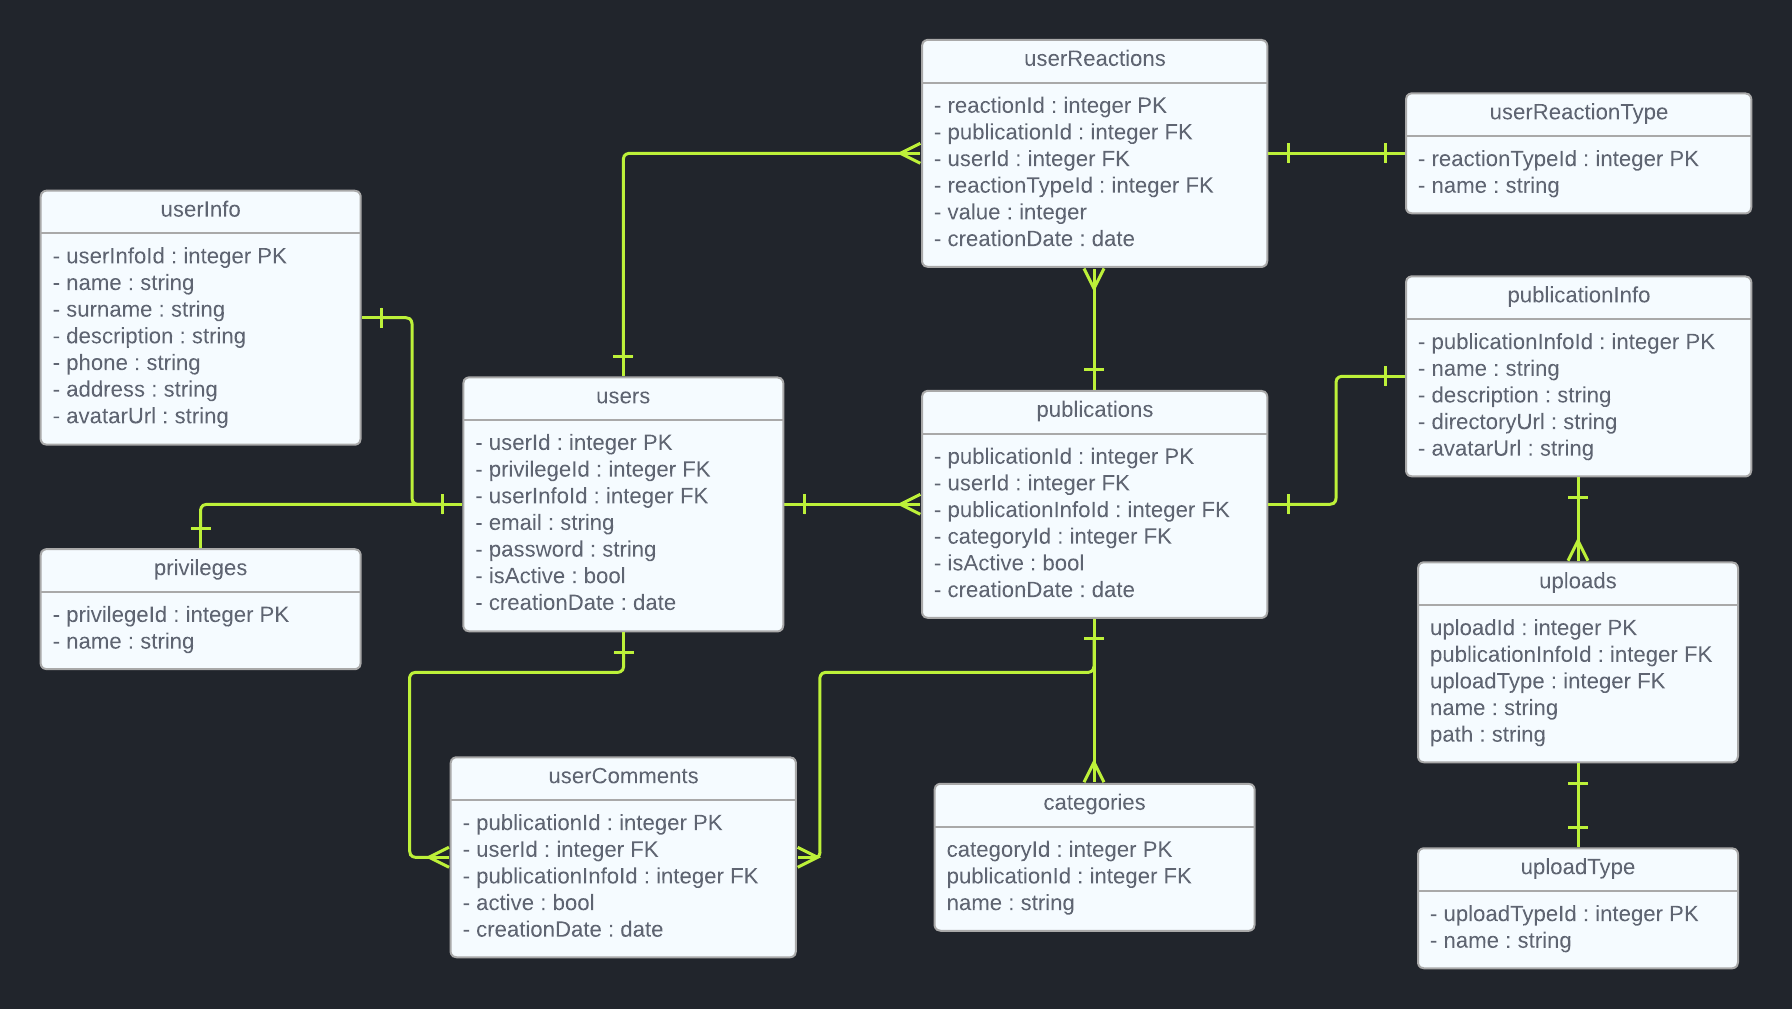 userReactions
- reactionId : integer PK
- publicationId : integer FK
- userId : integer FK
- reactionTypeId : integer FK
- value : integer
- creationDate : date
userReactionType
- reactionTypeId : integer PK
- name : string
userInfo
- userInfoId : integer PK
- name : string
- surname : string
- description : string
- phone : string
- address : string
- avatarUrl : string
publicationInfo
- publicationInfoId : integer PK
- name : string
- description : string
- directoryUrl : string
- avatarUrl : string
users
- userId : integer PK
- privilegeId : integer FK
- userInfoId : integer FK
- email : string
- password : string
- isActive : bool
- creationDate : date
publications
- publicationId : integer PK
- userId : integer FK
- publicationInfoId : integer FK
- categoryId : integer FK
- isActive : bool
- creationDate : date
privileges
- privilegeId : integer PK
- name : string
uploads
uploadId : integer PK
publicationInfoId : integer FK
uploadType : integer FK
name : string
path : string
userComments
- publicationId : integer PK
- userId : integer FK
- publicationInfoId : integer FK
- active : bool
- creationDate : date
categories
categoryId : integer PK
publicationId : integer FK
name : string
uploadType
- uploadTypeId : integer PK
- name : string